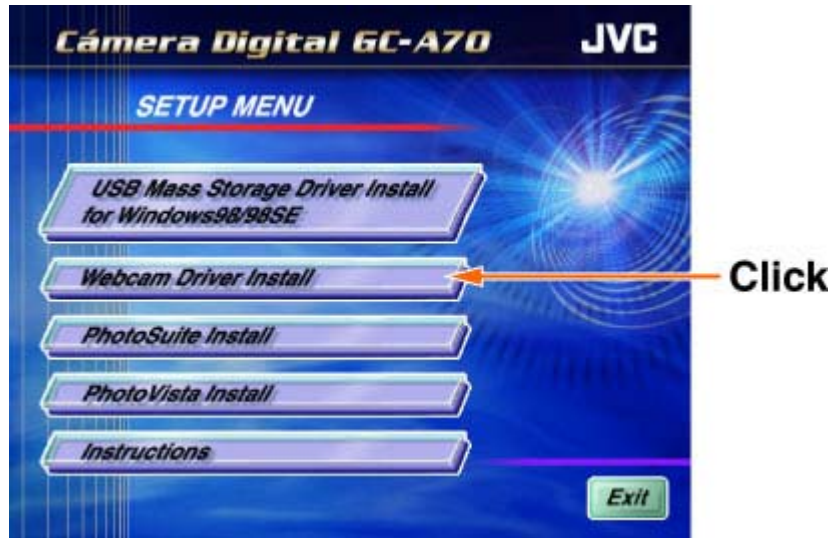 Cámera Digital GC-A70
JVC
SETUP MENU
USB Mass Storage Driver Install
for Windows98/98SE
Webcam Driver Install
Click
PhotoSuite Install
PhotoVista Install
Instructions
Exit